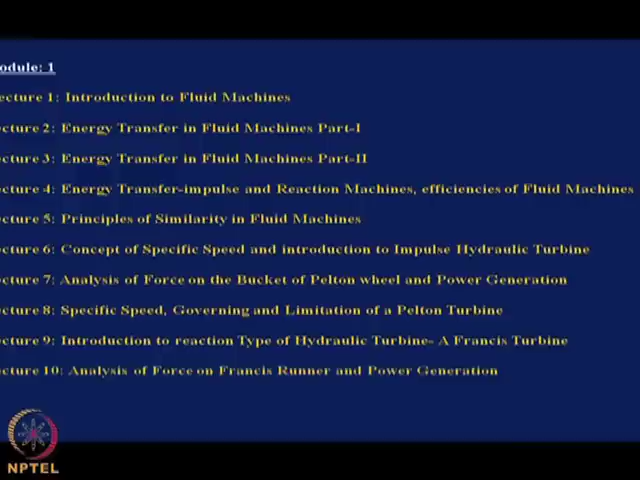 odule: 1
ecture 1: Introduction to Fluid Machines
ecture 2: Energy Transfer in Fluid Machines Part-I
ecture 3: Energy Transfer in Fluid Machines Part-II
ecture 4: Energy Transfer-impulse and Reaction Machines, efficiencies of Fluid Machines
ecture 5: Principles of Similarity in Fluid Machines
ecture 6: Concept of Specific Speed and introduction to Impulse Hydraulic Turbine
ecture 7: Analysis of Force on the Bucket of Pelton wheel and Power Generation
ecture 8: Specific Speed, Governing and Limitation of a Pelton Turbine
ecture 9: Introduction to reaction Type of Hydraulic Turbine- A Francis Turbine
ecture 10: Analysis of Force on Francis Runner and Power Generation
NPTEL